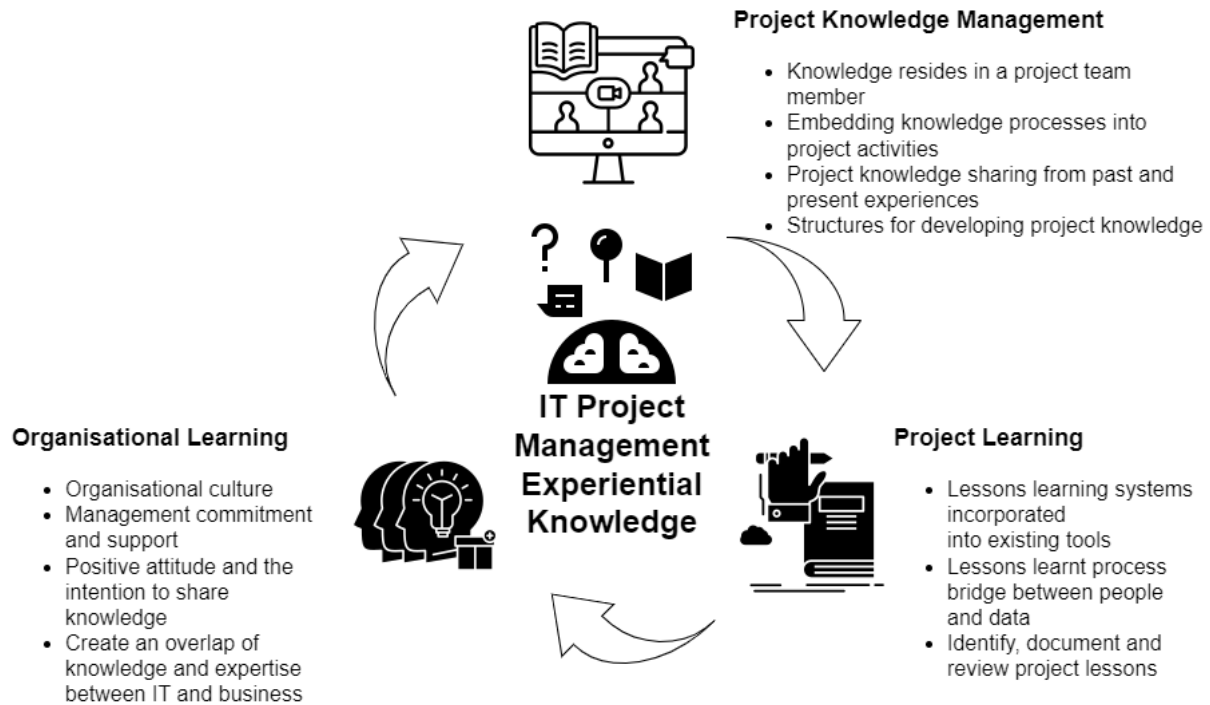 Project Knowledge Management
• Knowledge resides in a project team
member
• Embedding knowledge processes into
project activities
• Project knowledge sharing from past and
present experiences
• Structures for developing project knowledge
IT Project
Management
Experiential
Knowledge
Organisational Learning
• Organisational culture
• Management commitment
and support
• Positive attitude and the
intention to share
knowledge
• Create an overlap of
knowledge and expertise
between IT and business
Project Learning
• Lessons learning systems
incorporated
into existing tools
• Lessons learnt process
bridge between people
and data
• Identify, document and
review project lessons